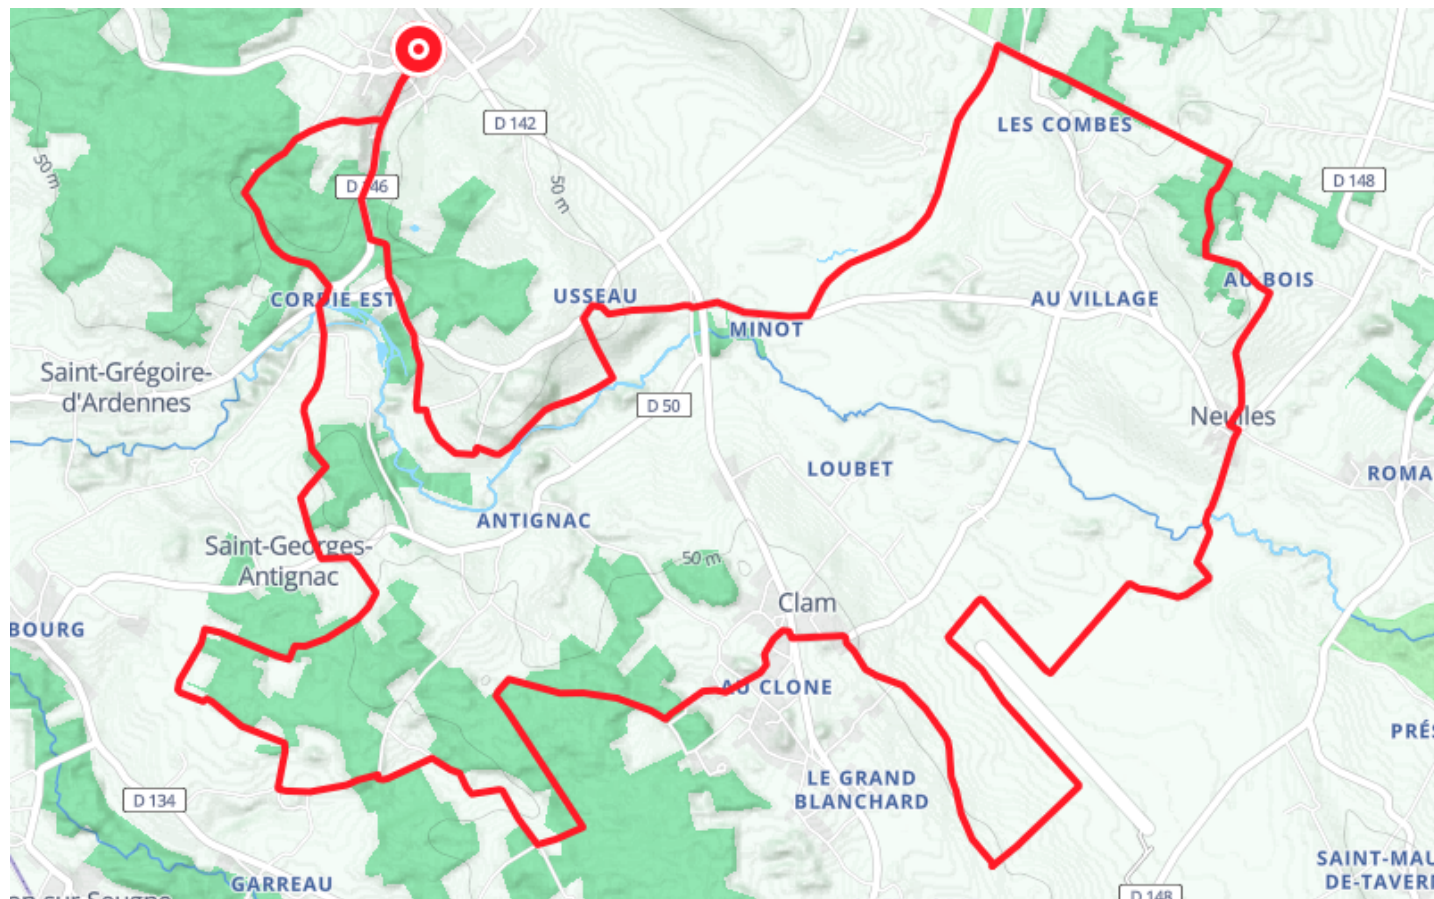 D 142
LES COMBES
50 m
50 m
D 148
D 146
AU BOIS
CORDIE EST
USSEAU
AU VILLAGE
MINOT
Saint-Grégoire-
d'Ardennes
D 50
Neulles
LOUBET
ROMA
ANTIGNAC
Saint-Georges-
Antignac
50 m
Clam
BOURG
AU CLONE
PRÉS
LE GRAND
BLANCHARD
D 134
SAINT-MAU
DE-TAVER
GARREAU
D 148